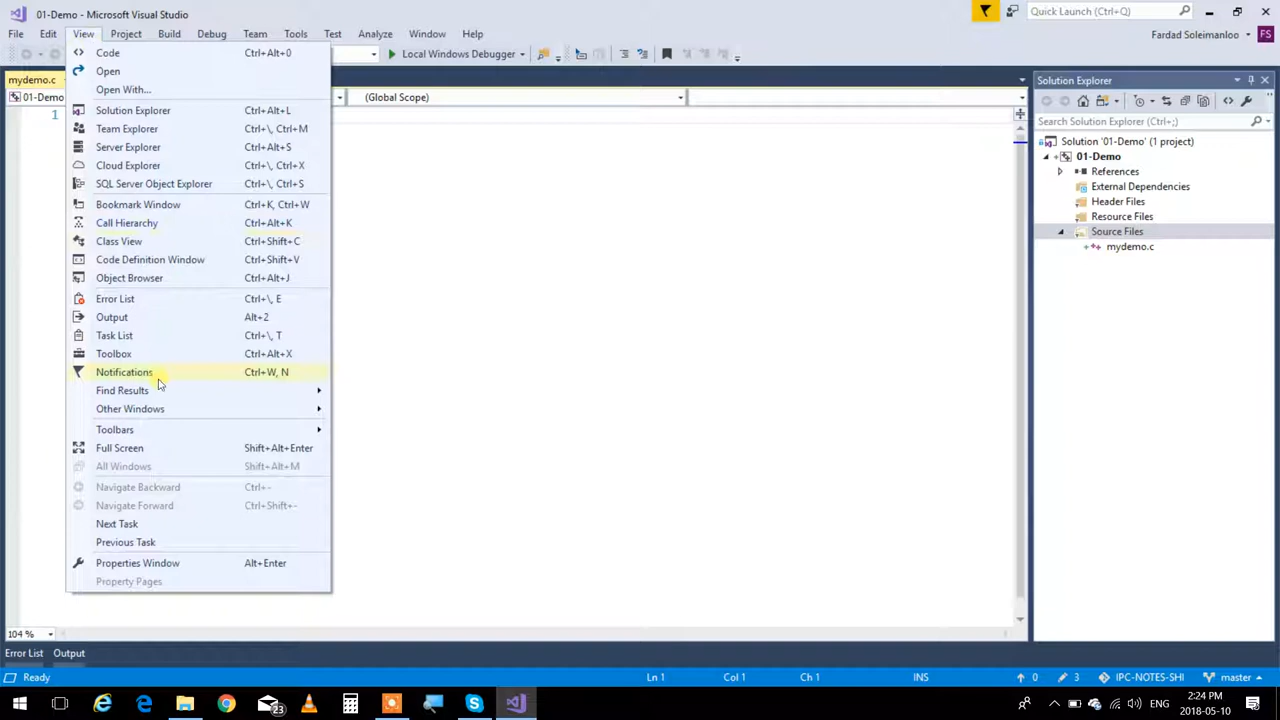 01-Demo - Microsoft Visual Studio
Quick Launch (Ctrl+Q)
File Edit View Project Build Debug Team Tools Test Analyze Window Help
Fardad Soleimanloo FS
Local Windows Debugger
mydemo.c
01-Demo
(Global Scope)
1
Code Ctrl+Alt+0
Open
Open With...
Solution Explorer Ctrl+Alt+L
Team Explorer Ctrl+\, Ctrl+M
Server Explorer Ctrl+Alt+S
Cloud Explorer Ctrl+\, Ctrl+X
SQL Server Object Explorer Ctrl+\, Ctrl+S
Bookmark Window Ctrl+K, Ctrl+W
Call Hierarchy Ctrl+Alt+K
Class View Ctrl+Shift+C
Code Definition Window Ctrl+Shift+V
Object Browser Ctrl+Alt+J
Error List Ctrl+\, E
Output Alt+2
Task List Ctrl+\, T
Toolbox Ctrl+Alt+X
Notifications Ctrl+W, N
Find Results
Other Windows
Toolbars
Full Screen Shift+Alt+Enter
All Windows Shift+Alt+M
Navigate Backward Ctrl+-
Navigate Forward Ctrl+Shift+-
Next Task
Previous Task
Properties Window Alt+Enter
Property Pages
Solution Explorer
Search Solution Explorer (Ctrl+;)
Solution '01-Demo' (1 project)
01-Demo
References
External Dependencies
Header Files
Resource Files
Source Files
mydemo.c
104 %
Error List Output
Ready Ln 1 Col 1 Ch 1 INS 0 3 IPC-NOTES-SHI master
23
2:24 PM
2018-05-10